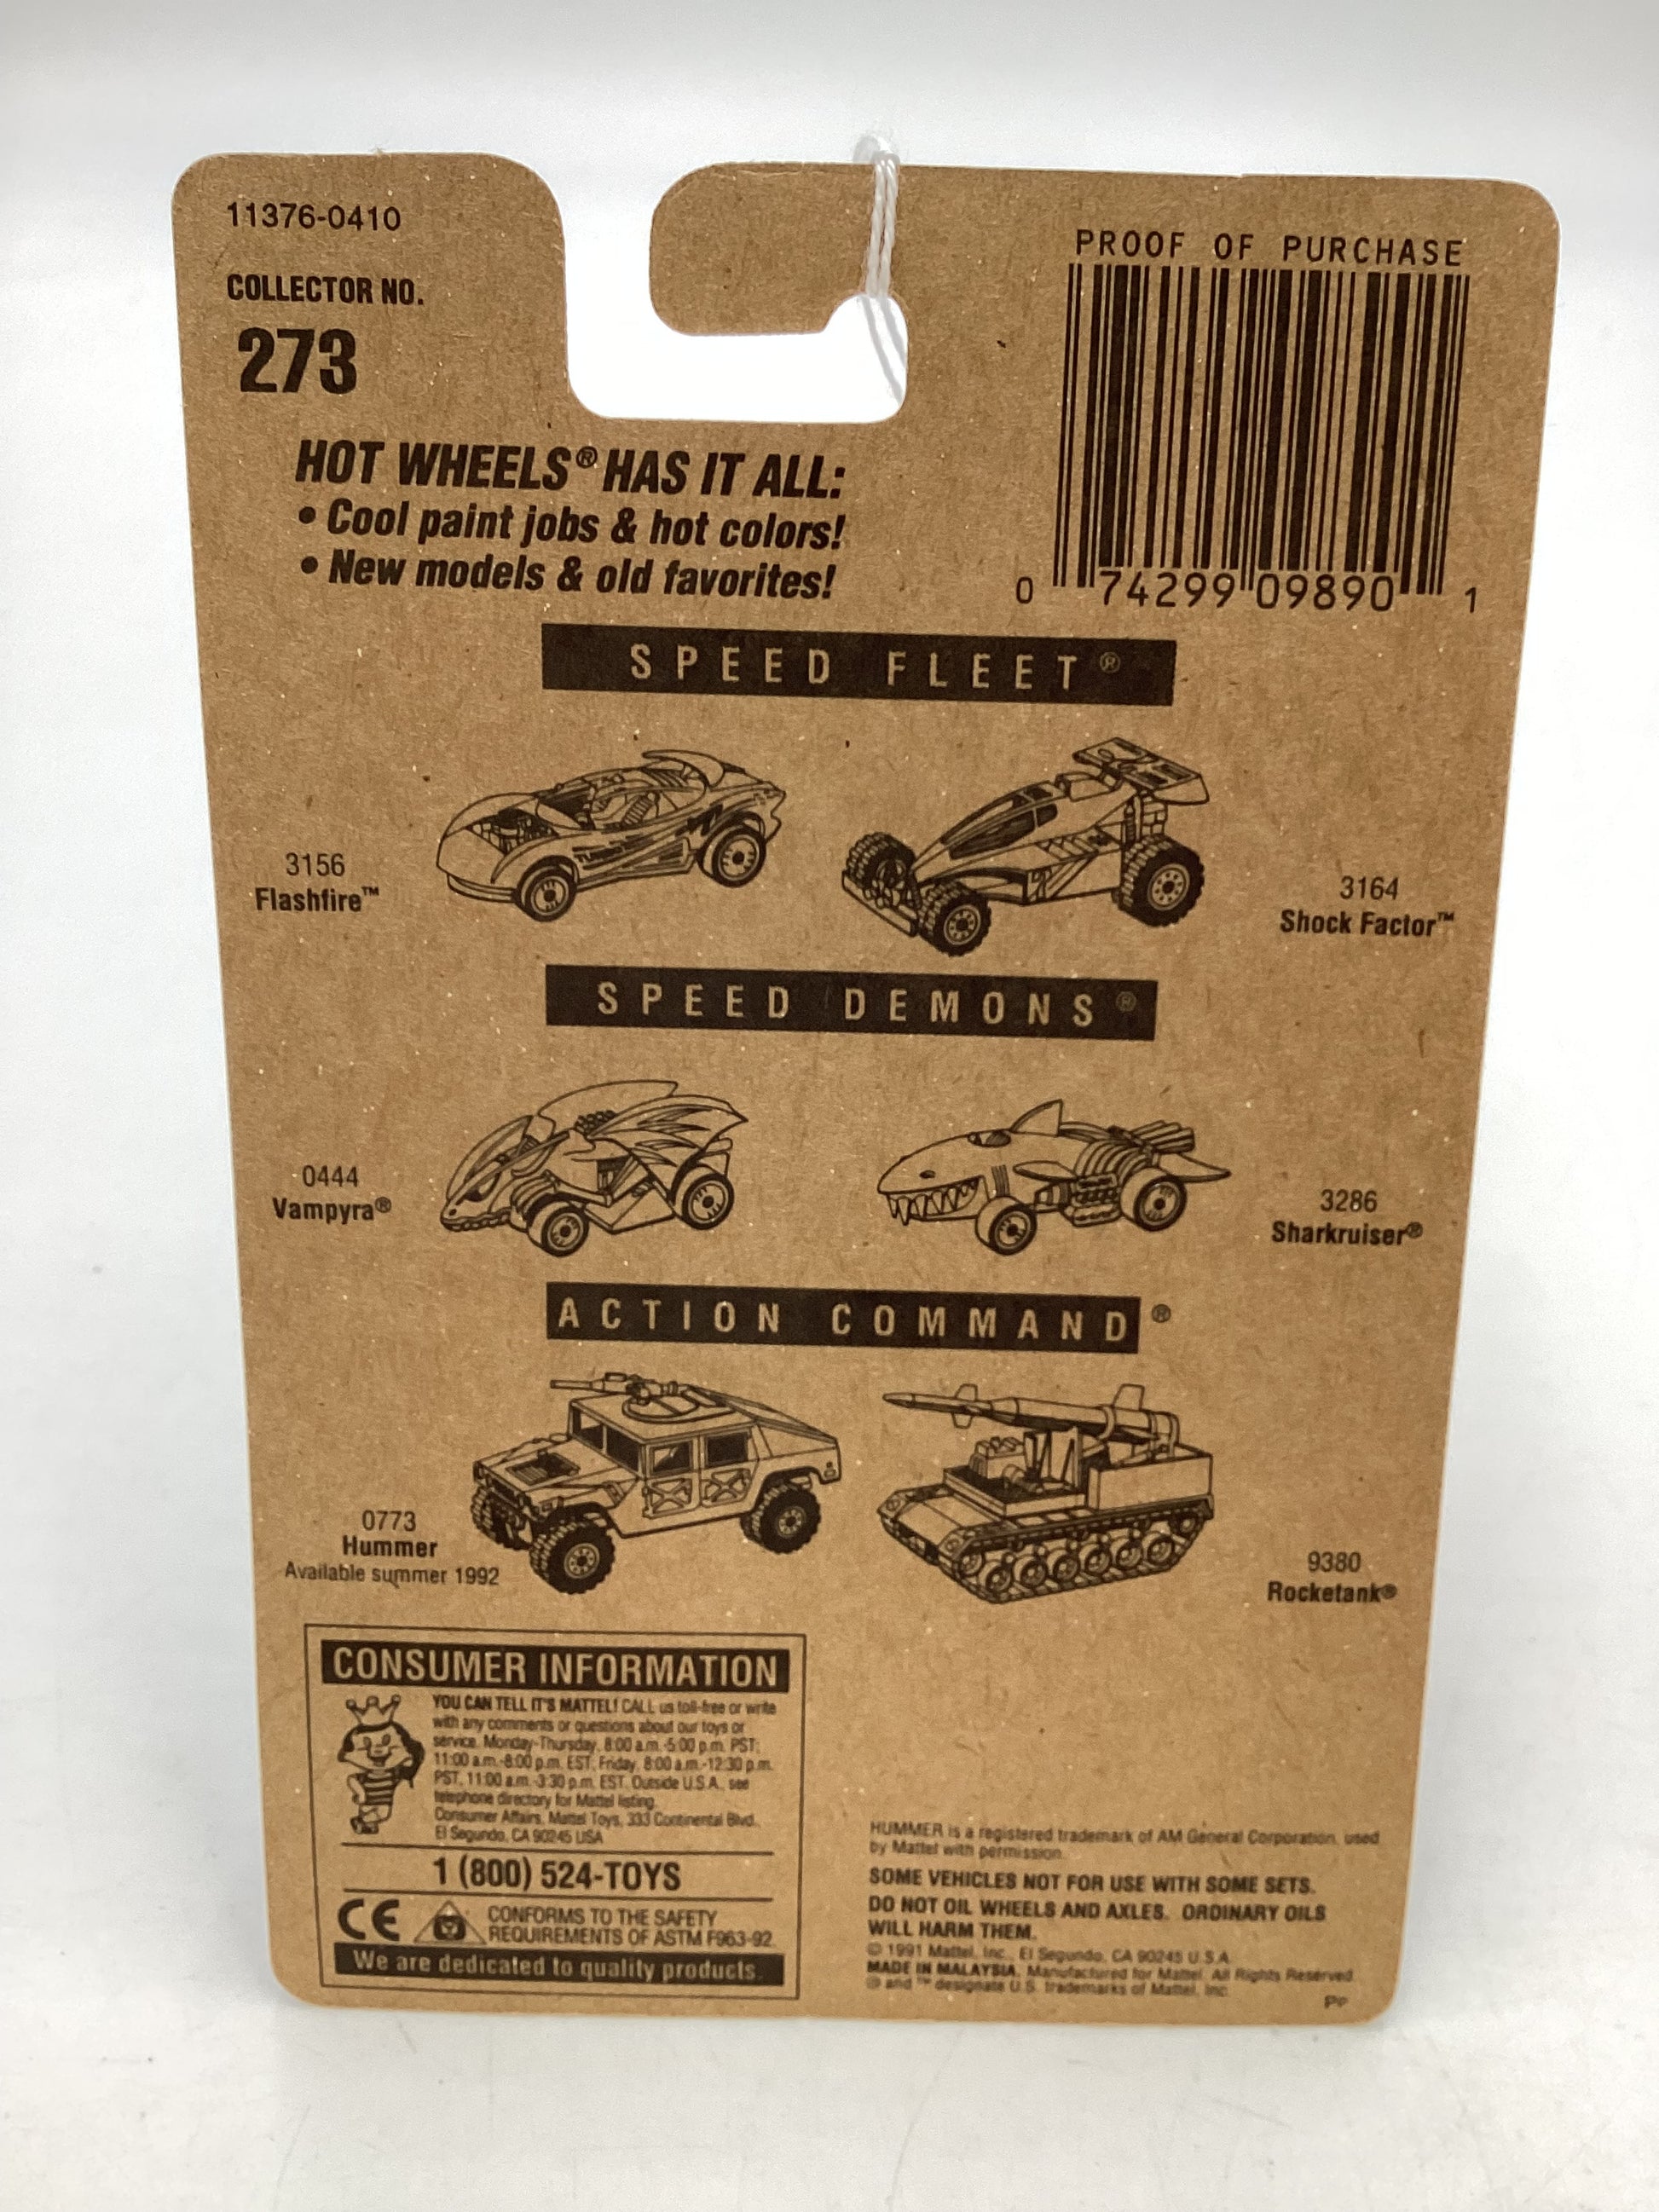 11376-0410
COLLECTOR NO.
273
PROOF OF PURCHASE
0 74299 09890 1
HOT WHEELS® HAS IT ALL:
• Cool paint jobs & hot colors!
• New models & old favorites!
SPEED FLEET®
3156
Flashfire™
3164
Shock Factor™
SPEED DEMONS®
0444
Vampyra®
3286
Sharkruiser®
ACTION COMMAND®
0773
Hummer
Available summer 1992
9380
Rocketank®
CONSUMER INFORMATION
YOU CAN TELL IT'S MATTEL! CALL us toll-free or write
with any comments or questions about our toys or
service. Monday-Thursday, 8:00 a.m.-5:00 p.m. PST;
11:00 a.m.-8:00 p.m. EST; Friday, 8:00 a.m.-12:30 p.m.
PST, 11:00 a.m.-3:30 p.m. EST. Outside U.S.A., see
telephone directory for Mattel listing.
Consumer Affairs, Mattel Toys, 333 Continental Blvd.,
El Segundo, CA 90245 USA
1 (800) 524-TOYS
CE
CONFORMS TO THE SAFETY
REQUIREMENTS OF ASTM F963-92.
We are dedicated to quality products.
HUMMER is a registered trademark of AM General Corporation, used
by Mattel with permission.
SOME VEHICLES NOT FOR USE WITH SOME SETS.
DO NOT OIL WHEELS AND AXLES. ORDINARY OILS
WILL HARM THEM.
© 1991 Mattel, Inc., El Segundo, CA 90245 U.S.A.
MADE IN MALAYSIA. Manufactured for Mattel. All Rights Reserved.
® and ™ designate U.S. trademarks of Mattel, Inc.